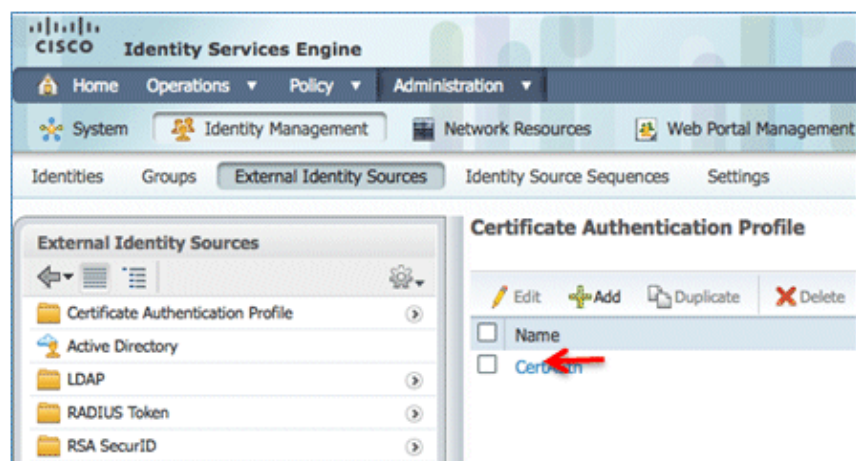 CISCO Identity Services Engine
Home Operations Policy Administration
System Identity Management Network Resources Web Portal Management
Identities Groups External Identity Sources Identity Source Sequences Settings
External Identity Sources
Certificate Authentication Profile
Active Directory
LDAP
RADIUS Token
RSA SecurID
Certificate Authentication Profile
Edit Add Duplicate Delete
Name